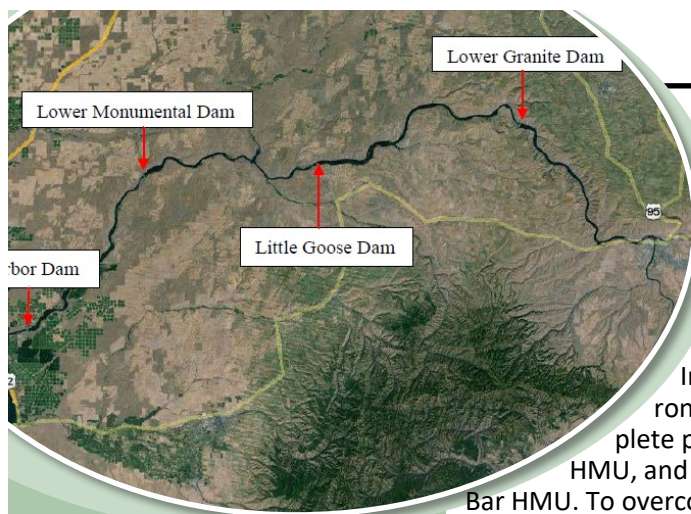 Lower Granite Dam
Lower Monumental Dam
95
Little Goose Dam
rbor Dam
2
In
ron
plete p
HMU, and
Bar HMU. To overco